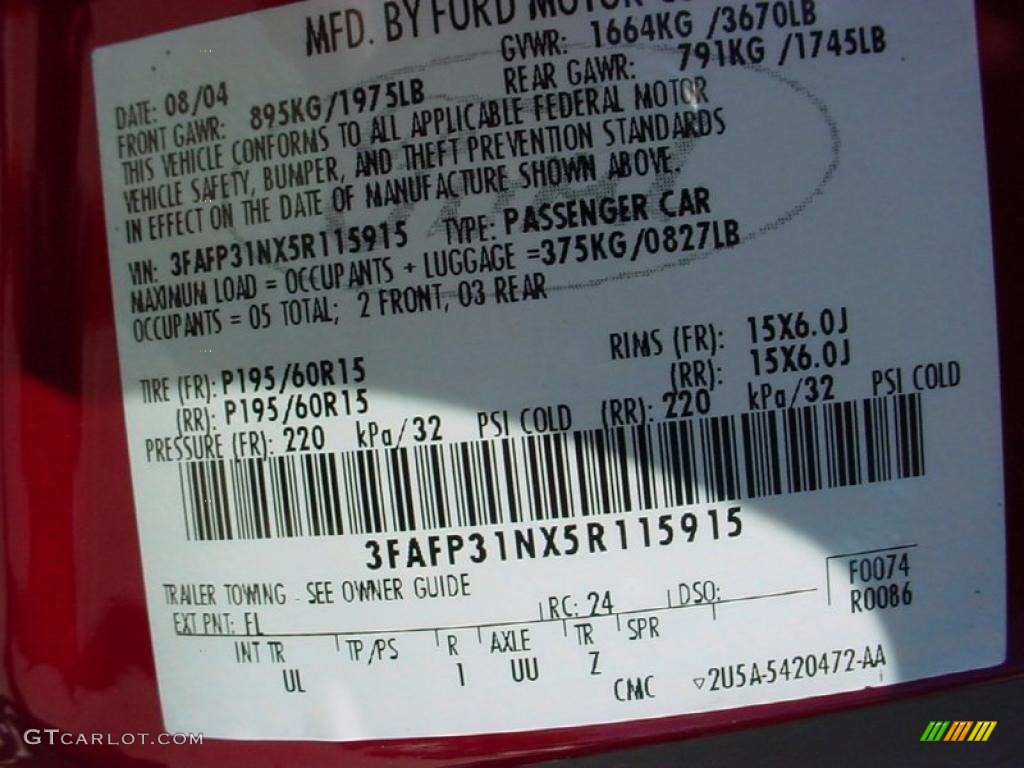 MFD. BY FORD MOTOR
DATE: 08/04 GVWR: 1664KG /3670LB
FRONT GAWR: 895KG/1975LB REAR GAWR: 791KG /1745LB
THIS VEHICLE CONFORMS TO ALL APPLICABLE FEDERAL MOTOR
VEHICLE SAFETY, BUMPER, AND THEFT PREVENTION STANDARDS
IN EFFECT ON THE DATE OF MANUFACTURE SHOWN ABOVE.
VIN: 3FAFP31NX5R115915 TYPE: PASSENGER CAR
MAXIMUM LOAD = OCCUPANTS + LUGGAGE =375KG/0827LB
OCCUPANTS = 05 TOTAL; 2 FRONT, 03 REAR
TIRE (FR): P195/60R15 RIMS (FR): 15X6.0J
(RR): P195/60R15 (RR): 15X6.0J
PRESSURE (FR): 220 kPa/32 PSI COLD (RR): 220 kPa/32 PSI COLD
3FAFP31NX5R115915
TRAILER TOWING - SEE OWNER GUIDE
EXT PNT: FL RC: 24 DSO: F0074
R0086
INT TR TP/PS R AXLE TR SPR
UL I UU Z
CMC ▽2U5A-5420472-AA
GTCARLOT.COM